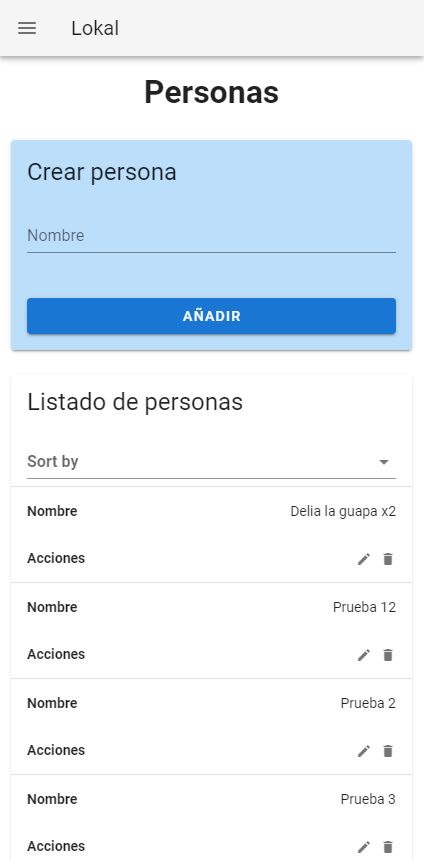 Lokal
Personas
Crear persona
Nombre
AÑADIR
Listado de personas
Sort by
Nombre Delia la guapa x2
Acciones
Nombre Prueba 12
Acciones
Nombre Prueba 2
Acciones
Nombre Prueba 3
Acciones